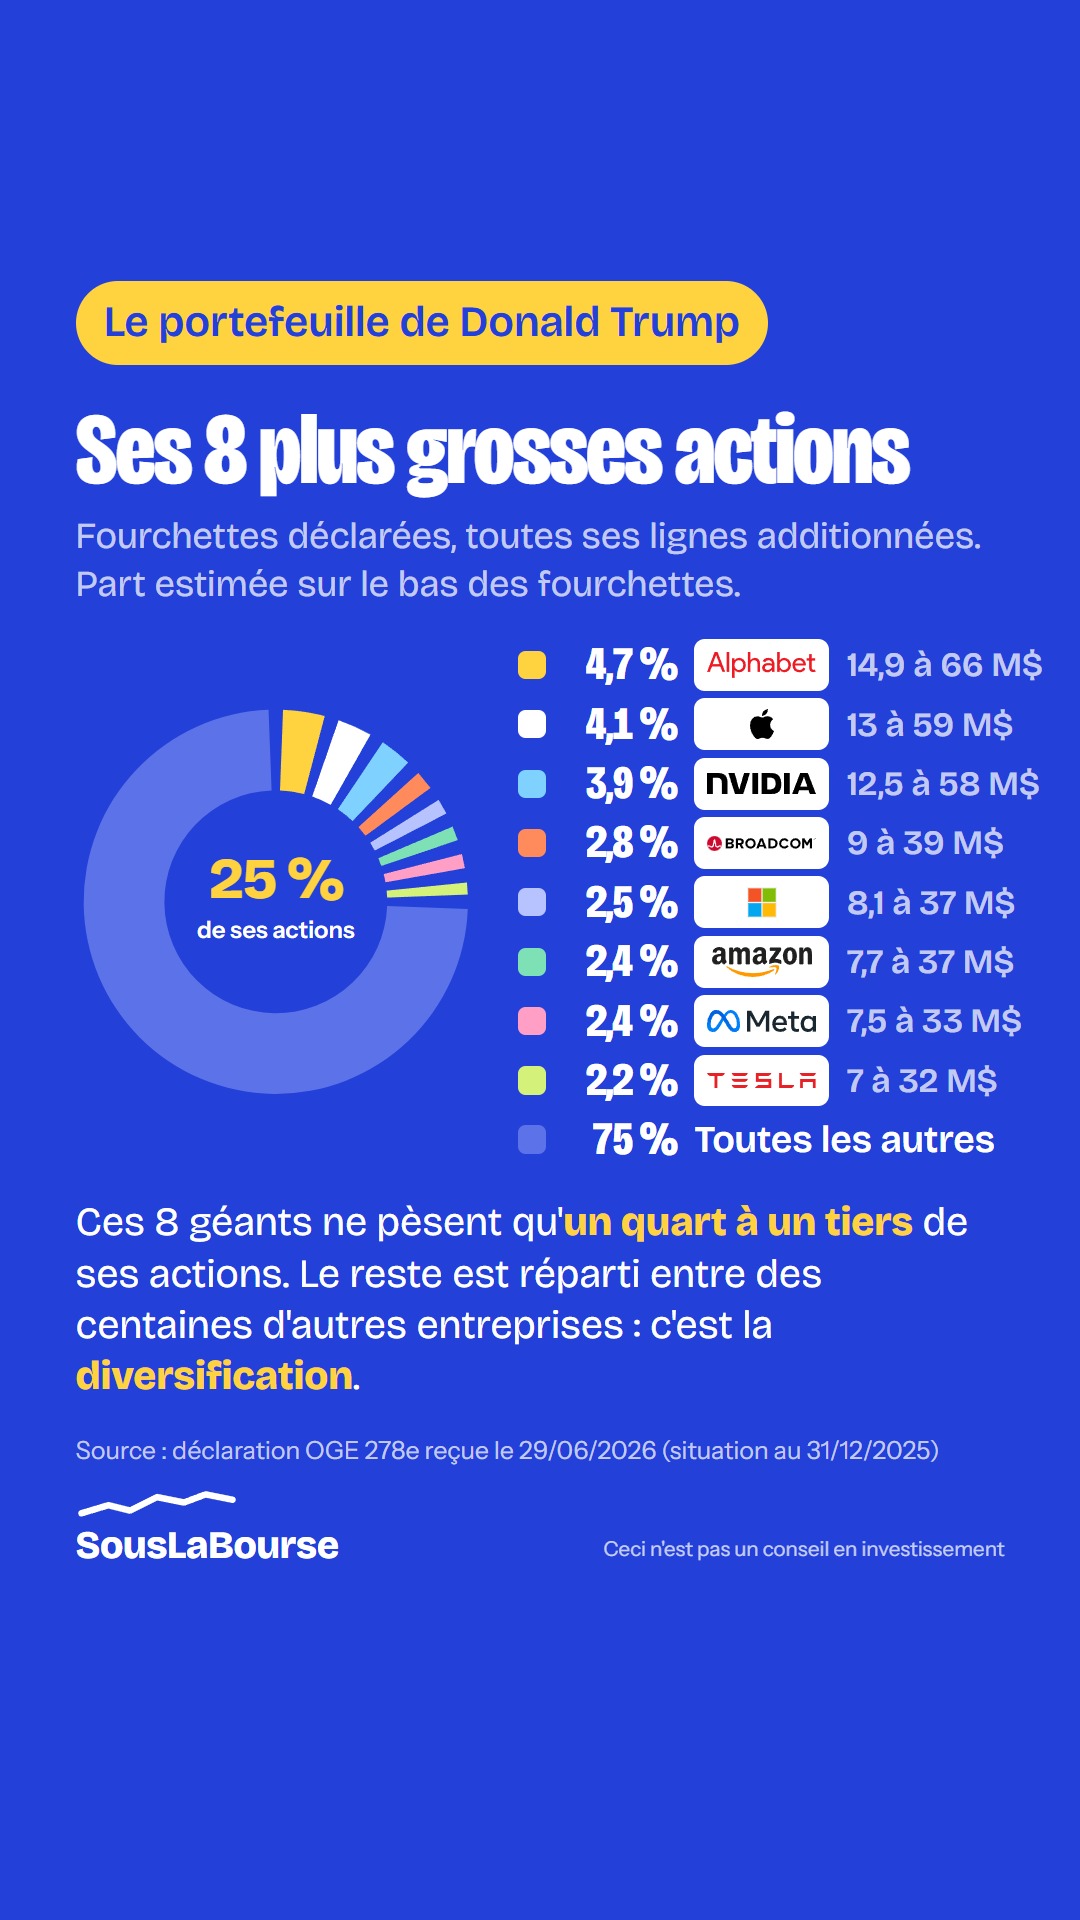 Le portefeuille de Donald Trump
Ses 8 plus grosses actions
Fourchettes déclarées, toutes ses lignes additionnées.
Part estimée sur le bas des fourchettes.
25 %
de ses actions
4,7 % Alphabet 14,9 à 66 M$
4,1 % 13 à 59 M$
3,9 % NVIDIA 12,5 à 58 M$
2,8 % BROADCOM 9 à 39 M$
2,5 % 8,1 à 37 M$
2,4 % amazon 7,7 à 37 M$
2,4 % Meta 7,5 à 33 M$
2,2 % TESLA 7 à 32 M$
75 % Toutes les autres
Ces 8 géants ne pèsent qu'un quart à un tiers de
ses actions. Le reste est réparti entre des
centaines d'autres entreprises : c'est la
diversification.
Source : déclaration OGE 278e reçue le 29/06/2026 (situation au 31/12/2025)
SousLaBourse
Ceci n'est pas un conseil en investissement